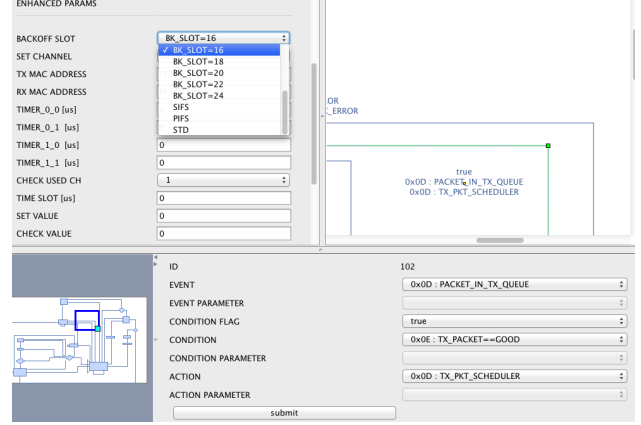 ENHANCED PARAMS
BACKOFF SLOT BK_SLOT=16
✓ BK_SLOT=16
SET CHANNEL BK_SLOT=18
TX MAC ADDRESS BK_SLOT=20
BK_SLOT=22
RX MAC ADDRESS BK_SLOT=24
TIMER_0_0 [us] SIFS
PIFS
TIMER_0_1 [us] STD
TIMER_1_0 [us] 0
TIMER_1_1 [us] 0
CHECK USED CH 1
TIME SLOT [us] 0
SET VALUE 0
CHECK VALUE 0
OR
_ERROR
true
0x0D : PACKET_IN_TX_QUEUE
0x0D : TX_PKT_SCHEDULER
ID 102
EVENT 0x0D : PACKET_IN_TX_QUEUE
EVENT PARAMETER
CONDITION FLAG true
CONDITION 0x0E : TX_PACKET==GOOD
CONDITION PARAMETER
ACTION 0x0D : TX_PKT_SCHEDULER
ACTION PARAMETER
submit